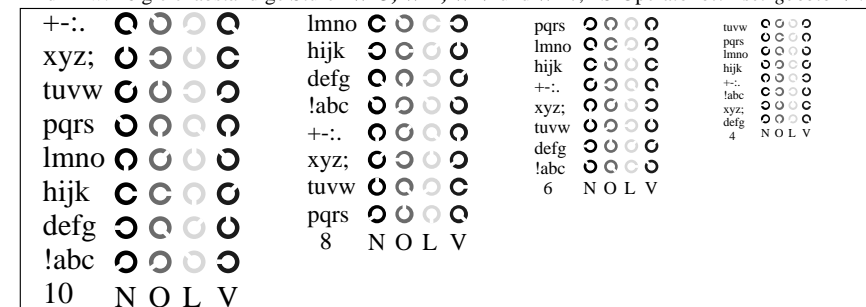 +-:.
xyz;
tuvw
pqrs
lmno
hijk
defg
!abc
10 N O L V
lmno
hijk
defg
!abc
+-:.
xyz;
tuvw
pqrs
8 N O L V
pqrs
lmno
hijk
+-:.
xyz;
tuvw
defg
!abc
6 N O L V
tuvw
pqrs
lmno
hijk
+-:.
!abc
xyz;
defg
4 N O L V